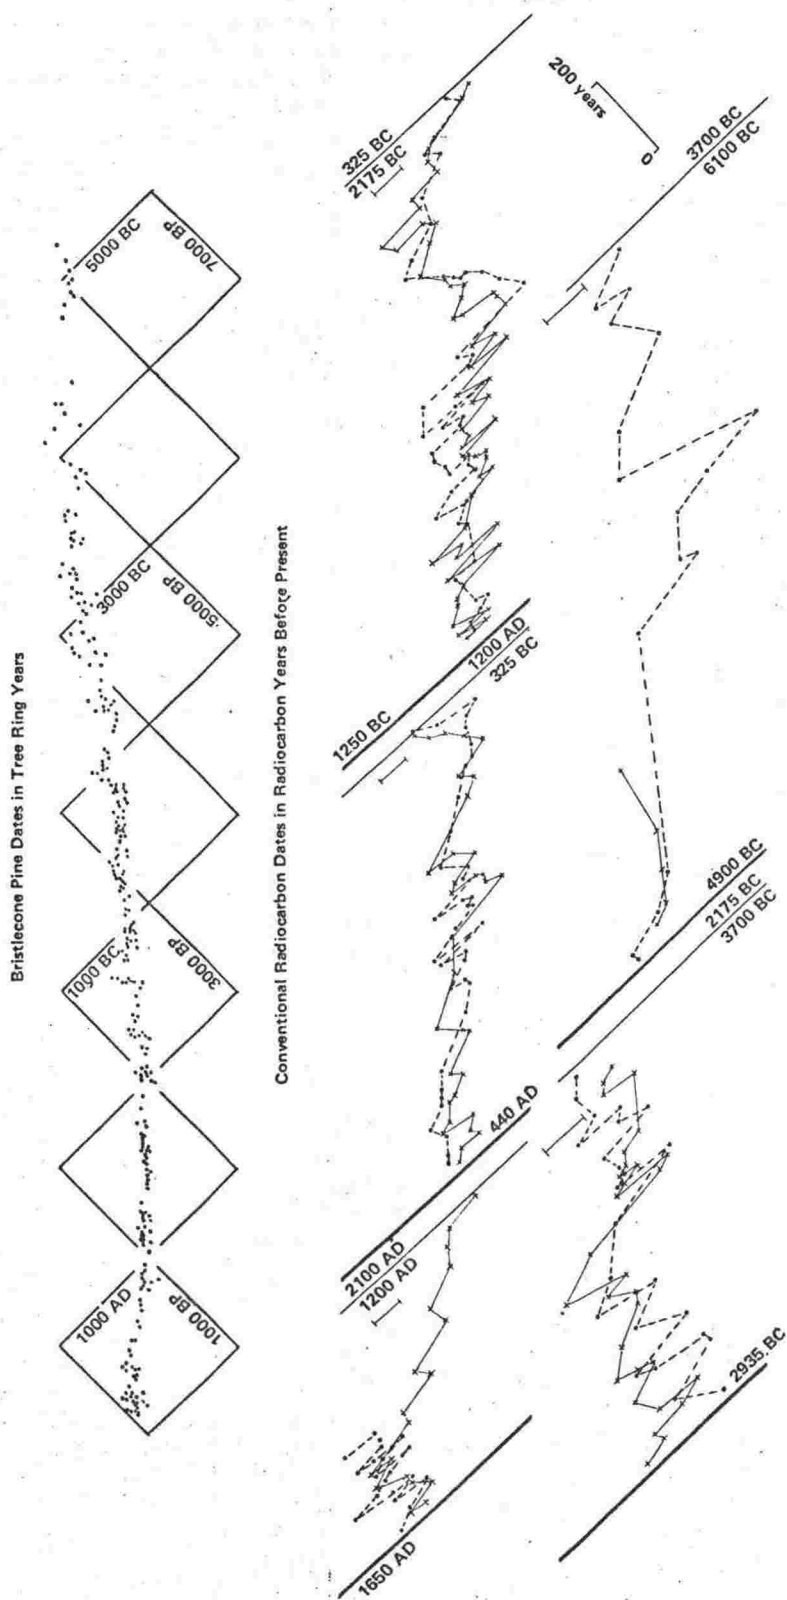 Bristlecone Pine Dates in Tree Ring Years
1000 AD
1000 BP
1000 BC
3000 BP
3000 BC
5000 BP
5000 BC
7000 BP
Conventional Radiocarbon Dates in Radiocarbon Years Before Present
325 BC
2175 BC
1250 BC
1200 AD
325 BC
440 AD
2100 AD
1200 AD
1650 AD
200 years
0
3700 BC
6100 BC
4900 BC
2175 BC
3700 BC
2935 BC